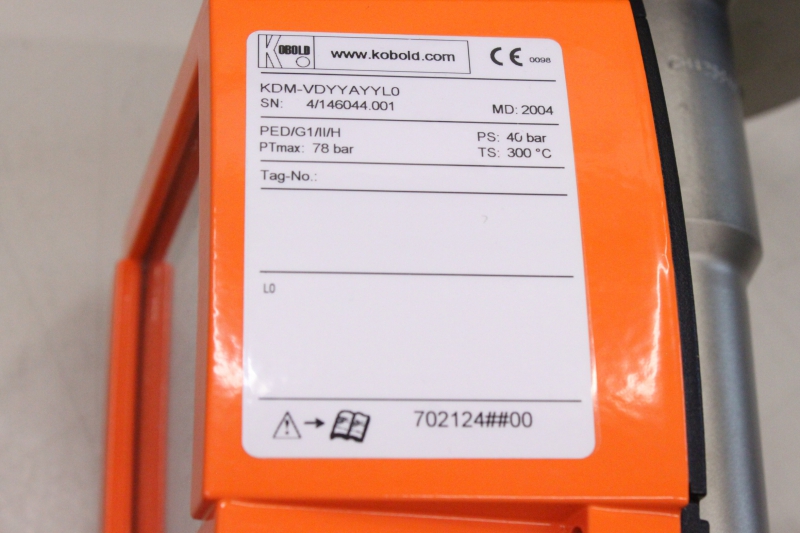 KOBOLD www.kobold.com CE 0098
KDM-VDYYAYYL0
SN: 4/146044.001 MD: 2004
PED/G1/II/H PS: 40 bar
PTmax: 78 bar TS: 300 °C
Tag-No.:
L0
702124##00